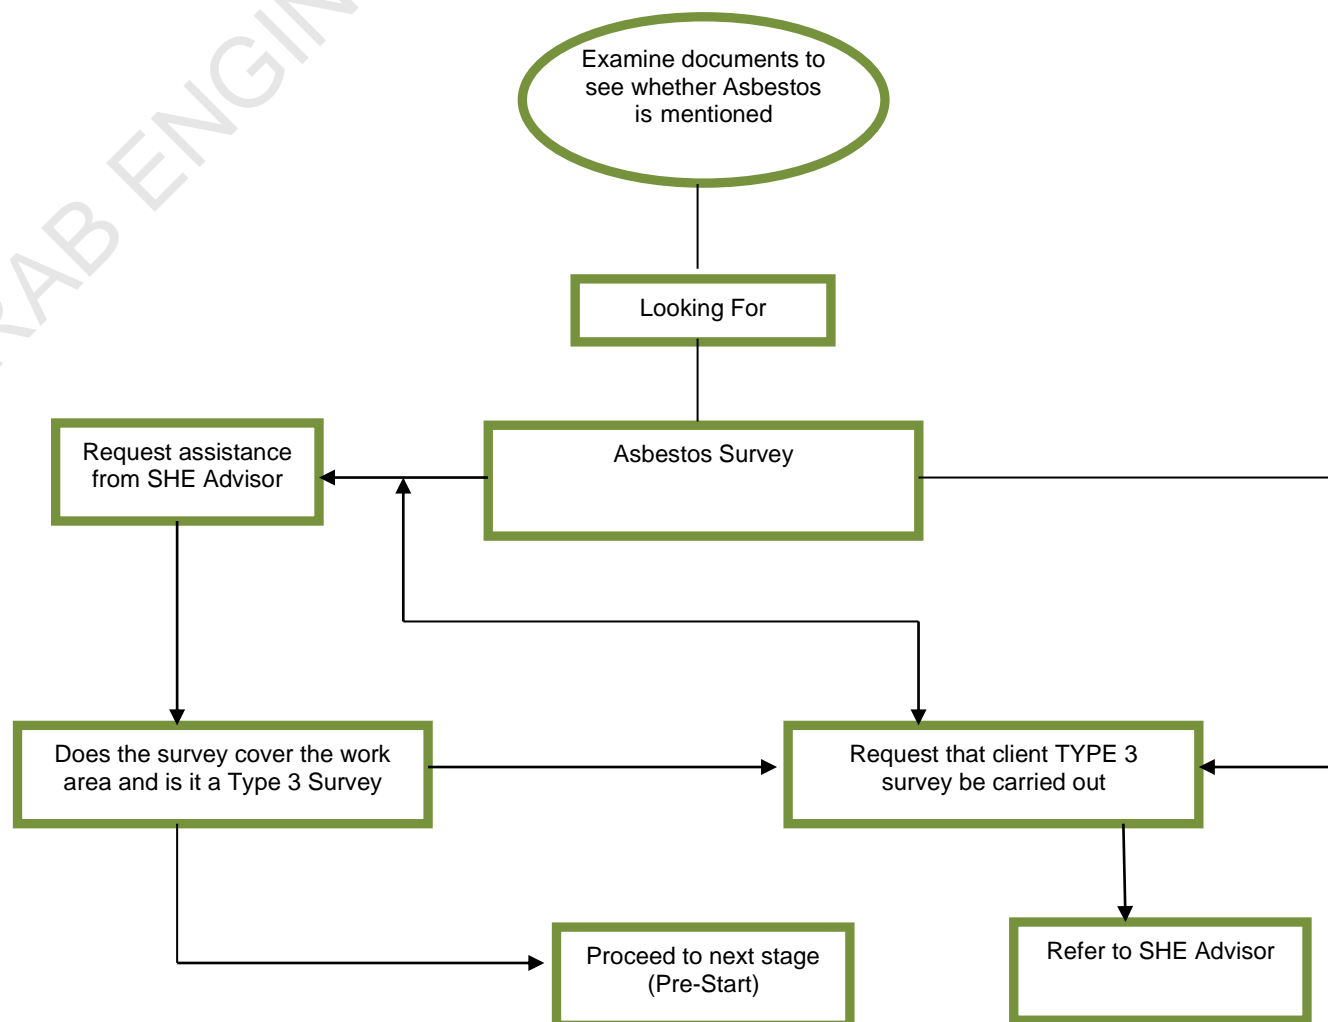 RAB ENGIN
Examine documents to
see whether Asbestos
is mentioned
Looking For
Request assistance
from SHE Advisor
Asbestos Survey
Does the survey cover the work
area and is it a Type 3 Survey
Request that client TYPE 3
survey be carried out
Proceed to next stage
(Pre-Start)
Refer to SHE Advisor